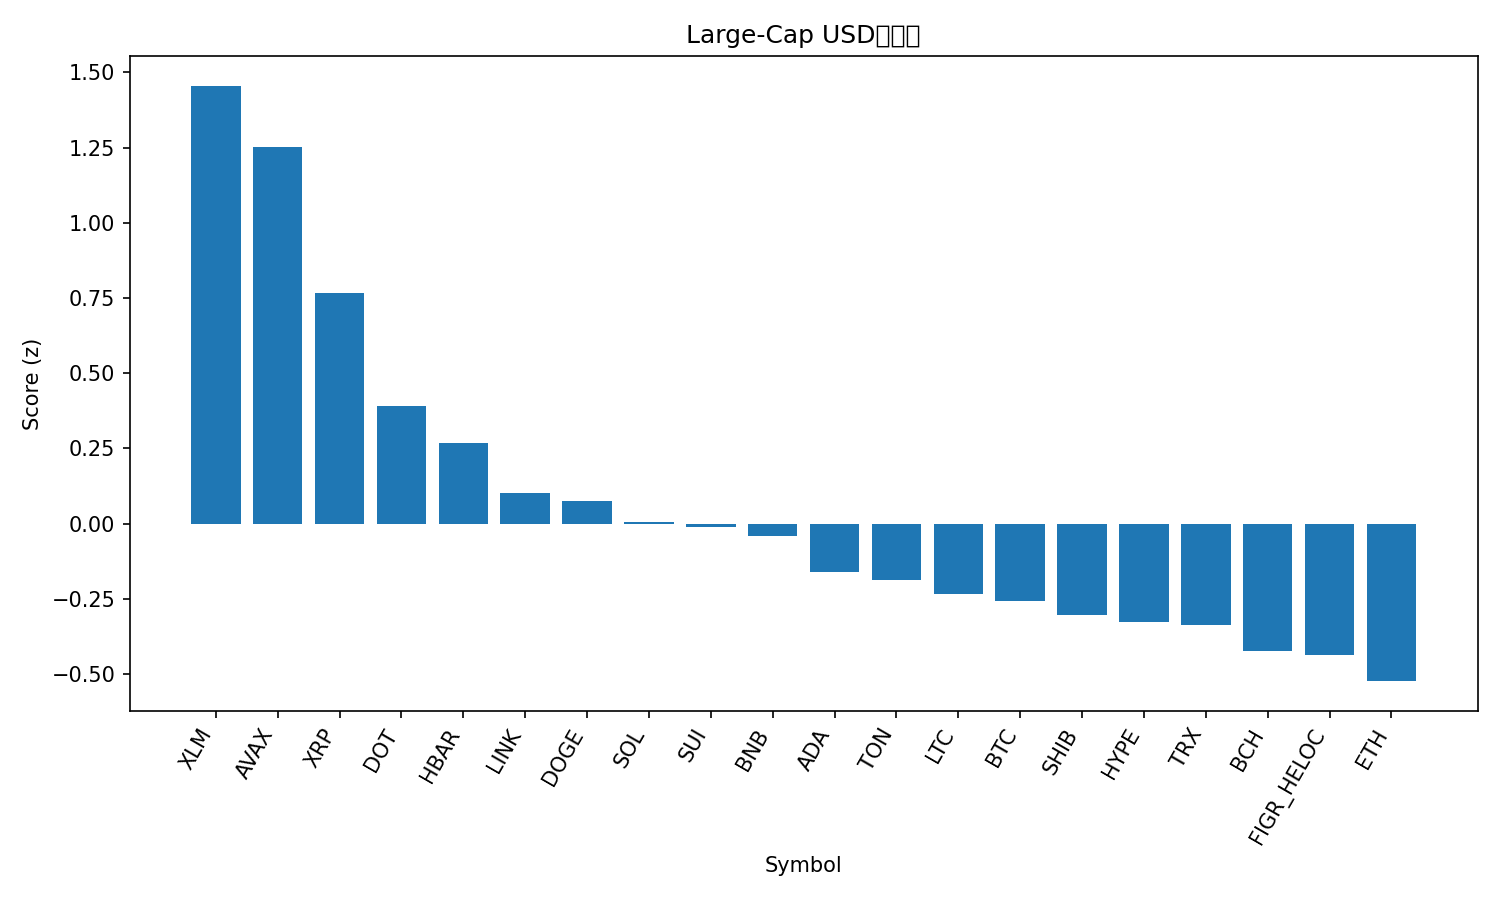 Large-Cap USD
1.50
1.25
1.00
0.75
0.50
0.25
0.00
−0.25
−0.50
Score (z)
XLM
AVAX
XRP
DOT
HBAR
LINK
DOGE
SOL
SUI
BNB
ADA
TON
LTC
BTC
SHIB
HYPE
TRX
BCH
FIGR_HELOC
ETH
Symbol